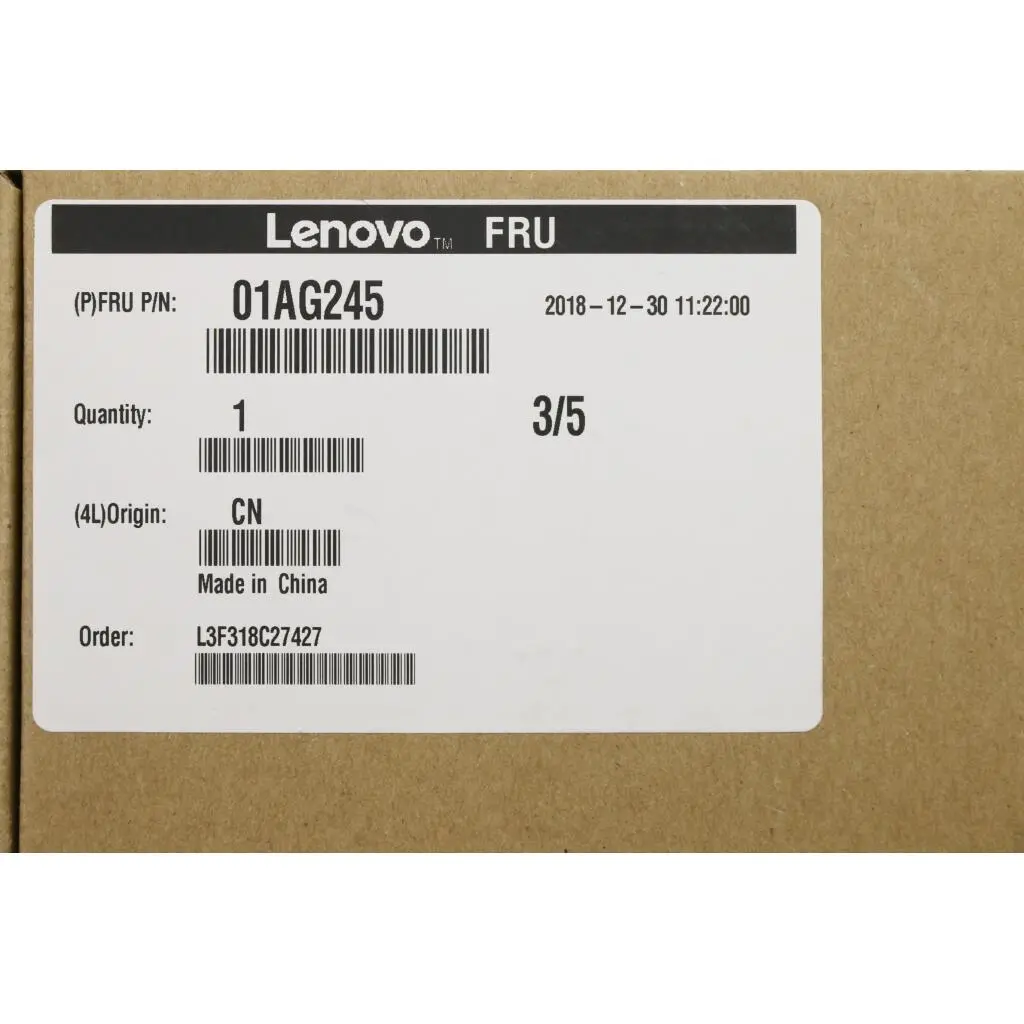 Lenovo™ FRU
(P)FRU P/N: 01AG245 2018-12-30 11:22:00
Quantity: 1 3/5
(4L)Origin: CN
Made in China
Order: L3F318C27427